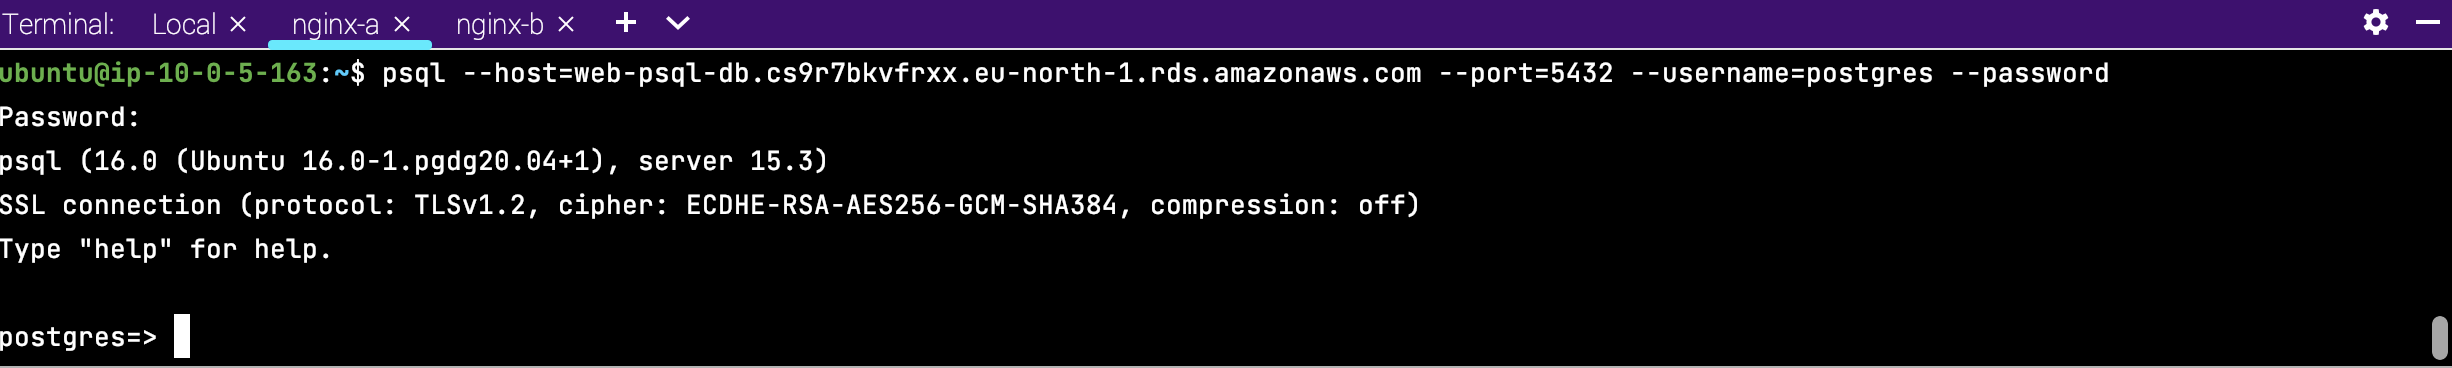 Terminal: Local × nginx-a × nginx-b × +
ubuntu@ip-10-0-5-163:~$ psql --host=web-psql-db.cs9r7bkvfrxx.eu-north-1.rds.amazonaws.com --port=5432 --username=postgres --password
Password:
psql (16.0 (Ubuntu 16.0-1.pgdg20.04+1), server 15.3)
SSL connection (protocol: TLSv1.2, cipher: ECDHE-RSA-AES256-GCM-SHA384, compression: off)
Type "help" for help.
postgres=>